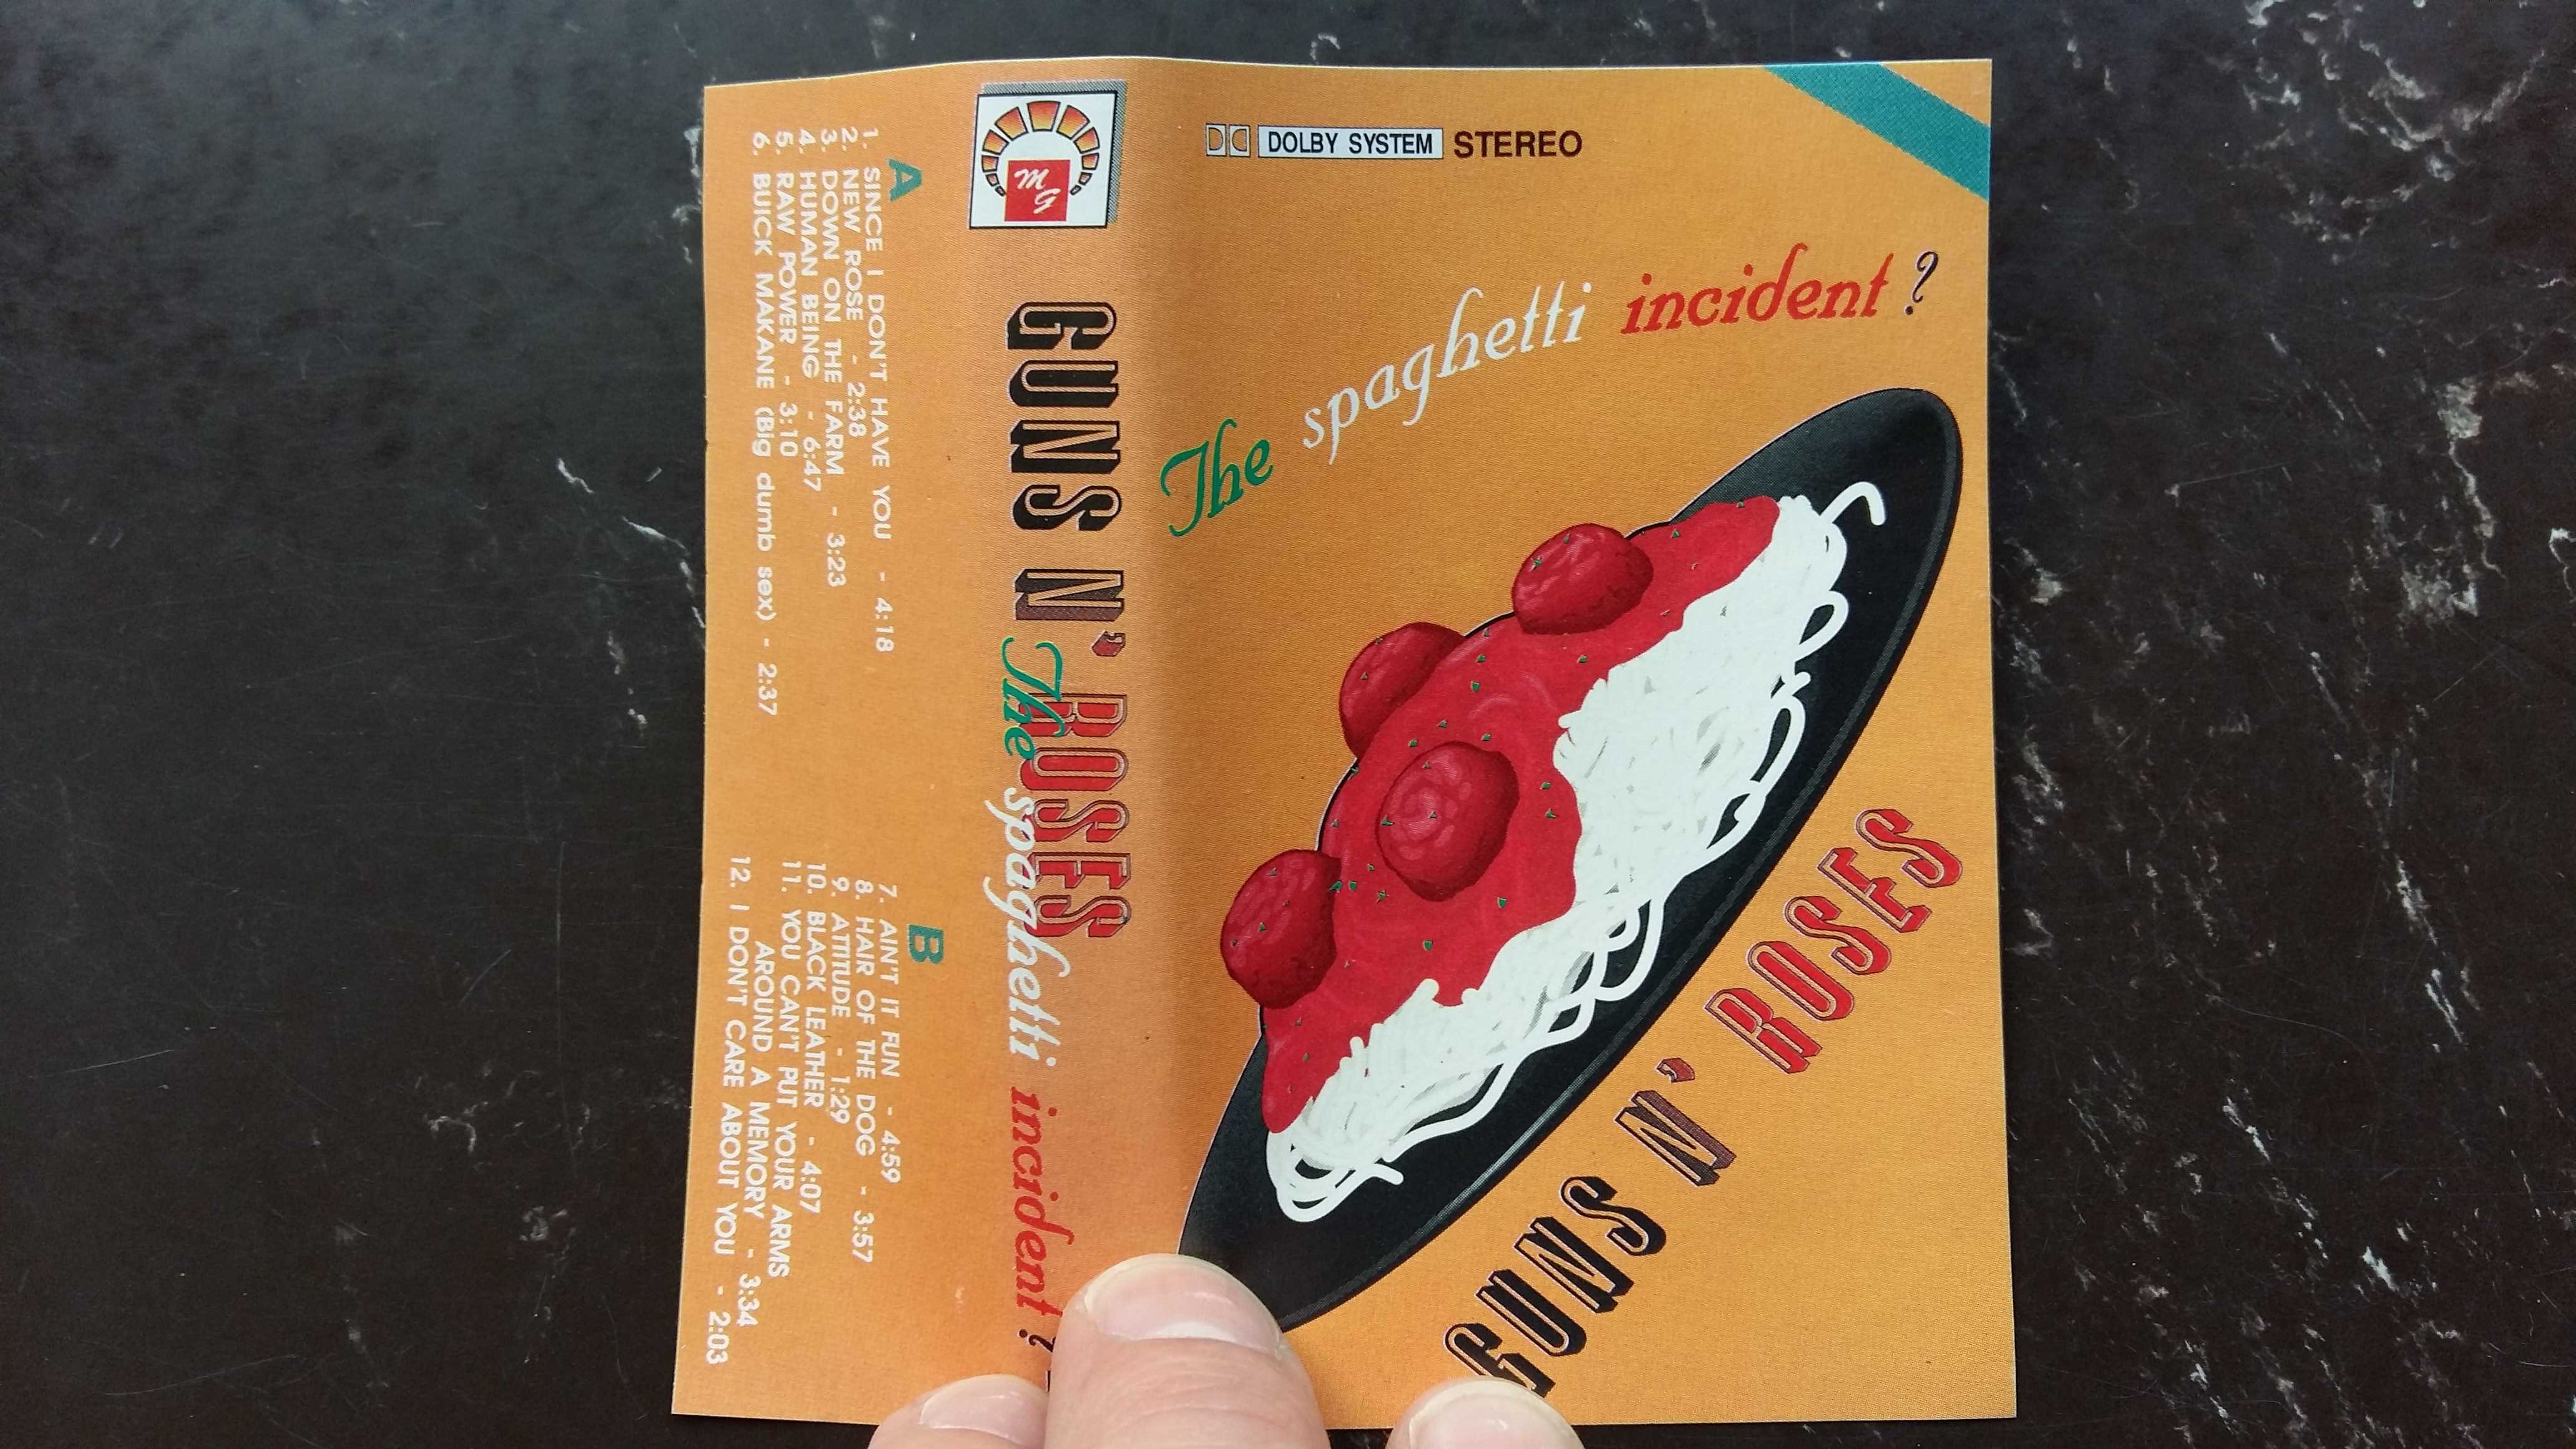 A
1. SINCE I DON'T HAVE YOU - 4:18
2. NEW ROSE - 2:38
3. DOWN ON THE FARM - 3:23
4. HUMAN BEING - 6:47
5. RAW POWER - 3:10
6. BUICK MAKANE (Big dumb sex) - 2:37
B
7. AIN'T IT FUN - 4:59
8. HAIR OF THE DOG - 3:57
9. ATTITUDE - 1:29
10. BLACK LEATHER - 4:07
11. YOU CAN'T PUT YOUR ARMS
AROUND A MEMORY - 3:34
12. I DON'T CARE ABOUT YOU - 2:03
GUNS N' ROSES
The spaghetti incident ?
DOLBY SYSTEM STEREO
The spaghetti incident ?
GUNS N' ROSES